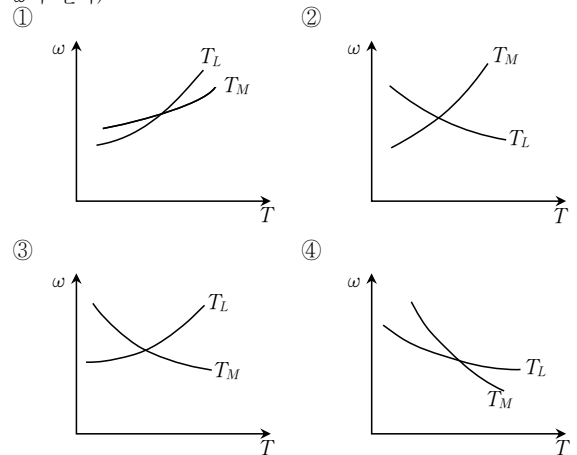 ① ②
ω T_L T_M ω T_M T_L
T T
③ ④
ω T_L T_M ω T_L T_M
T T